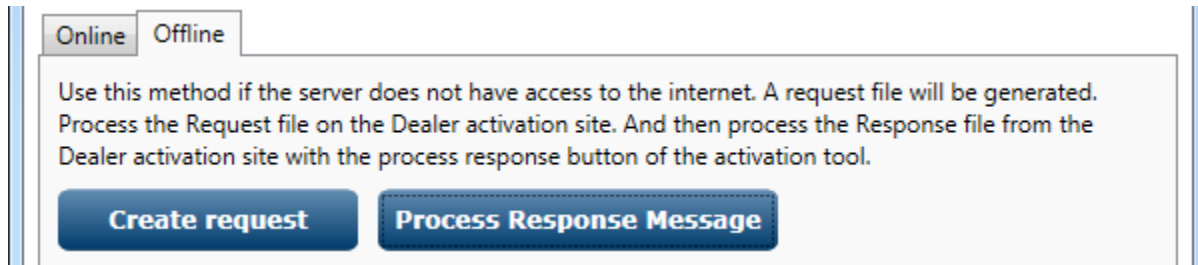 Online Offline
Use this method if the server does not have access to the internet. A request file will be generated.
Process the Request file on the Dealer activation site. And then process the Response file from the
Dealer activation site with the process response button of the activation tool.
Create request Process Response Message